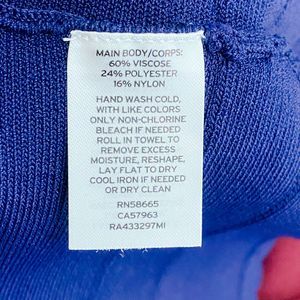 MAIN BODY/CORPS:
60% VISCOSE
24% POLYESTER
16% NYLON
HAND WASH COLD,
WITH LIKE COLORS
ONLY NON-CHLORINE
BLEACH IF NEEDED
ROLL IN TOWEL TO
REMOVE EXCESS
MOISTURE, RESHAPE,
LAY FLAT TO DRY
COOL IRON IF NEEDED
OR DRY CLEAN
RN58665
CA57963
RA433297MI